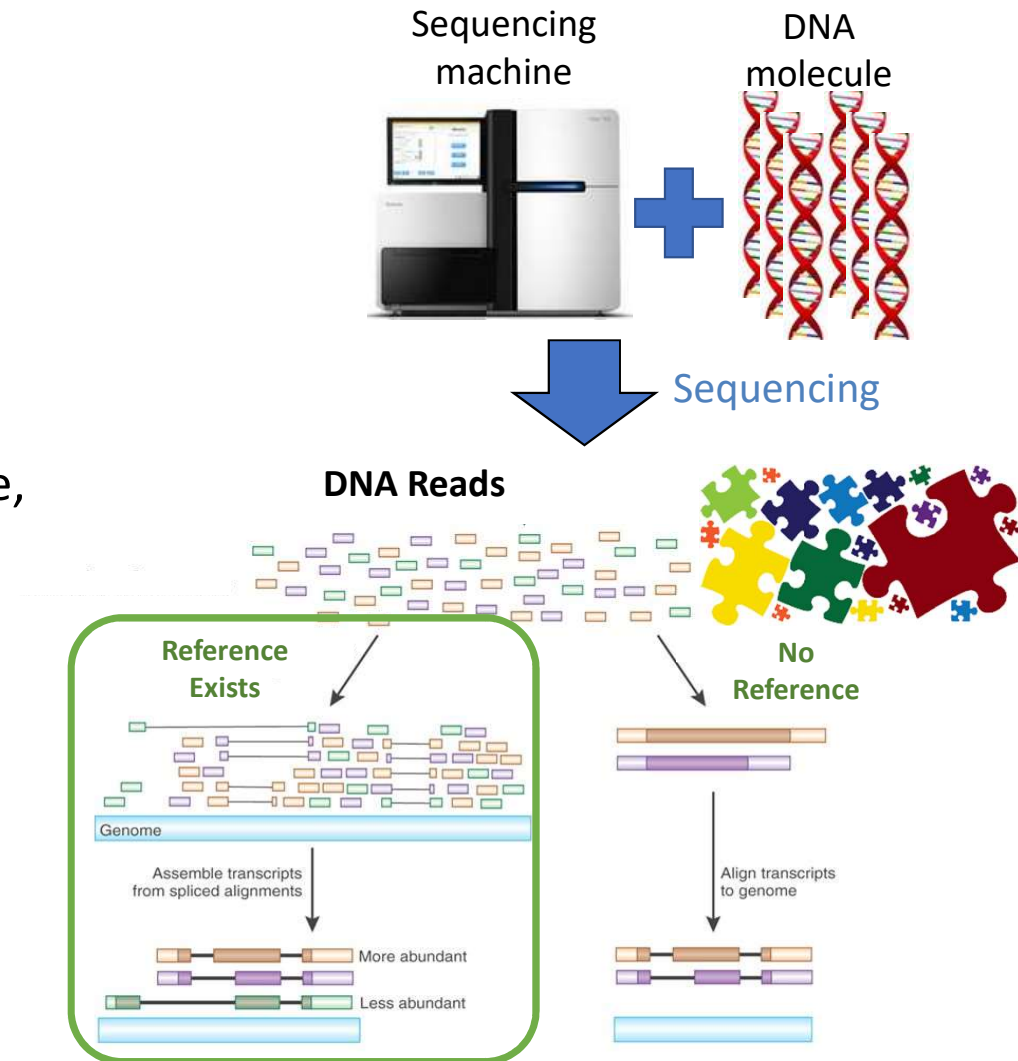 Sequencing
machine
DNA
molecule
Sequencing
e,
DNA Reads
Reference
Exists
No
Reference
Genome
Assemble transcripts
from spliced alignments
Align transcripts
to genome
More abundant
Less abundant